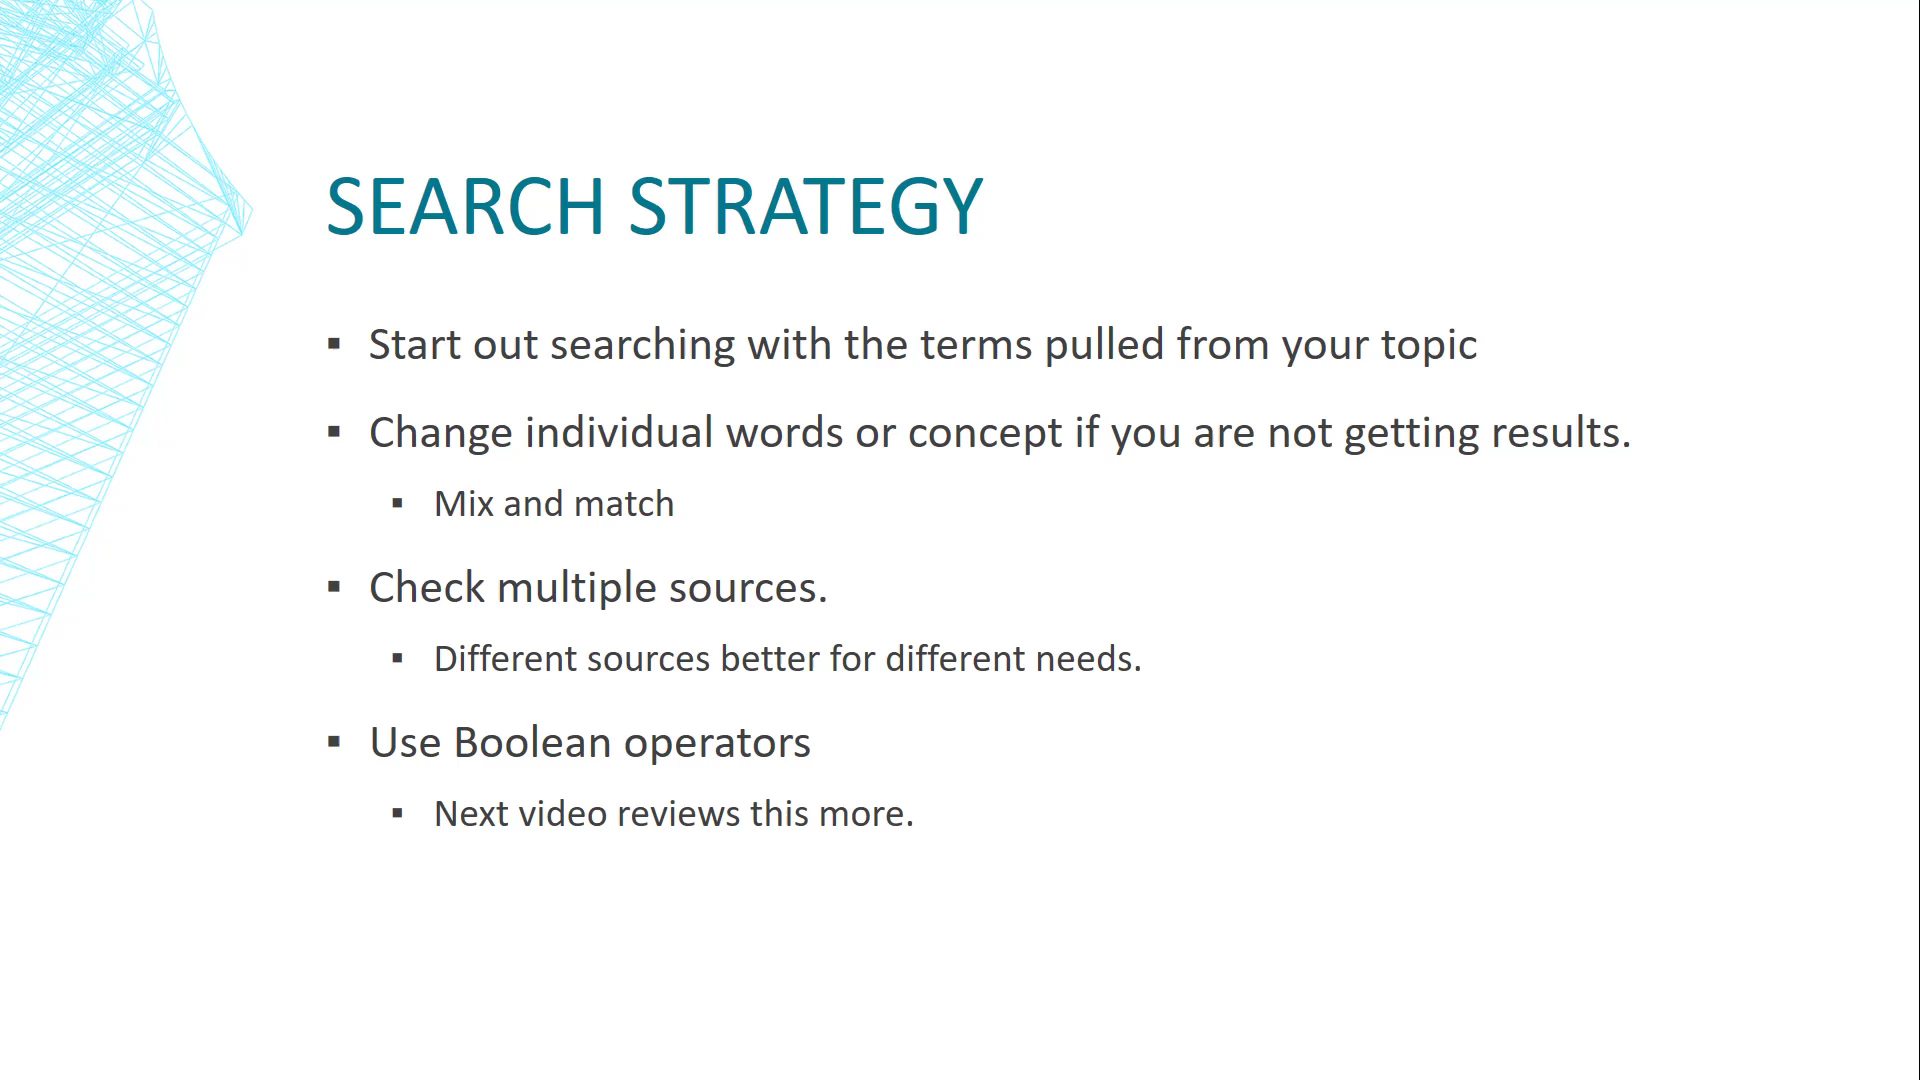 SEARCH STRATEGY
▪ Start out searching with the terms pulled from your topic
▪ Change individual words or concept if you are not getting results.
▪ Mix and match
▪ Check multiple sources.
▪ Different sources better for different needs.
▪ Use Boolean operators
▪ Next video reviews this more.